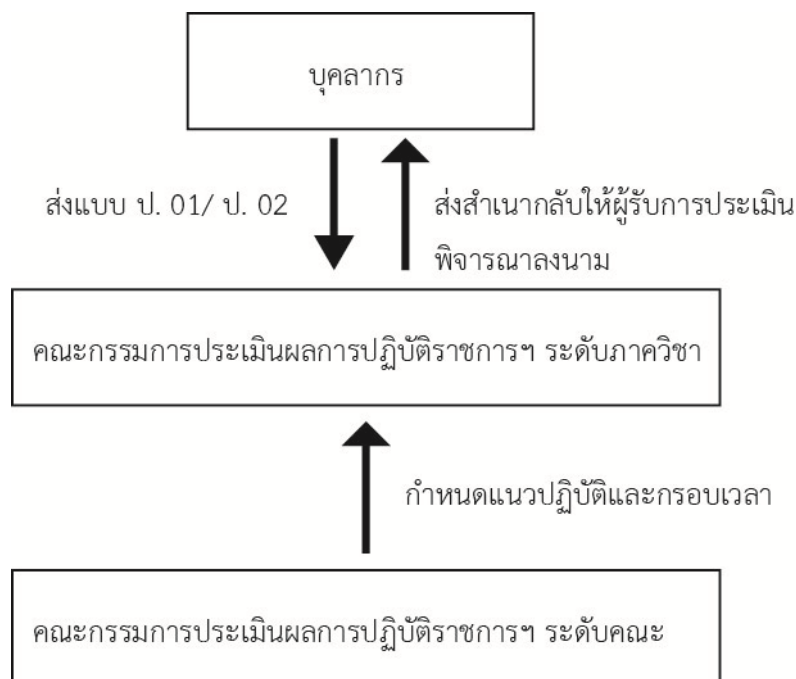 บุคลากร
ส่งแบบ ป. 01/ ป. 02
ส่งสำเนากลับให้ผู้รับการประเมิน
พิจารณาลงนาม
คณะกรรมการประเมินผลการปฏิบัติราชการฯ ระดับภาควิชา
กำหนดแนวปฏิบัติและกรอบเวลา
คณะกรรมการประเมินผลการปฏิบัติราชการฯ ระดับคณะ